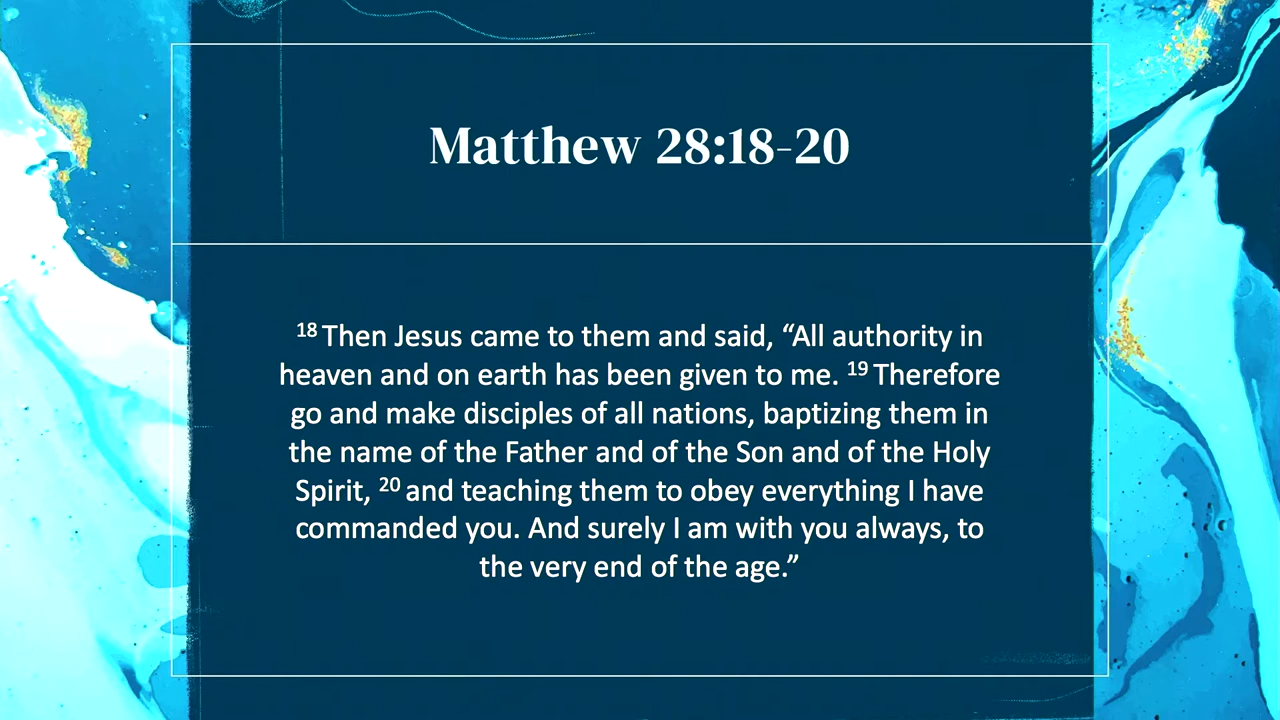 Matthew 28:18-20
18 Then Jesus came to them and said, “All authority in
heaven and on earth has been given to me. 19 Therefore
go and make disciples of all nations, baptizing them in
the name of the Father and of the Son and of the Holy
Spirit, 20 and teaching them to obey everything I have
commanded you. And surely I am with you always, to
the very end of the age.”